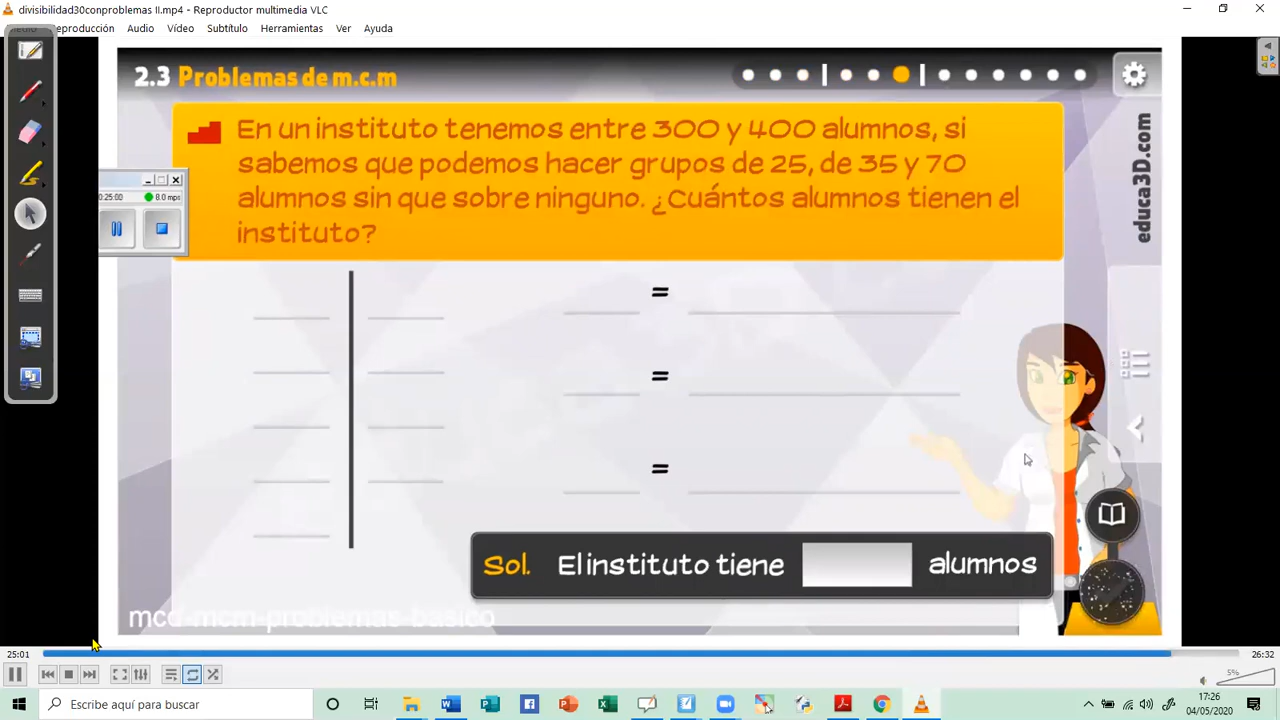 divisibilidad30conproblemas II.mp4 - Reproductor multimedia VLC
Reproducción Audio Vídeo Subtítulo Herramientas Ver Ayuda
2.3 Problemas de m.c.m
En un instituto tenemos entre 300 y 400 alumnos, si
sabemos que podemos hacer grupos de 25, de 35 y 70
alumnos sin que sobre ninguno. ¿Cuántos alumnos tienen el
instituto?
educa3D.com
0:25:00 8.0 mps
=
=
=
Sol. El instituto tiene alumnos
mcd-mcm-problemas-basico
25:01 26:32
5%
Escribe aquí para buscar
17:26
04/05/2020